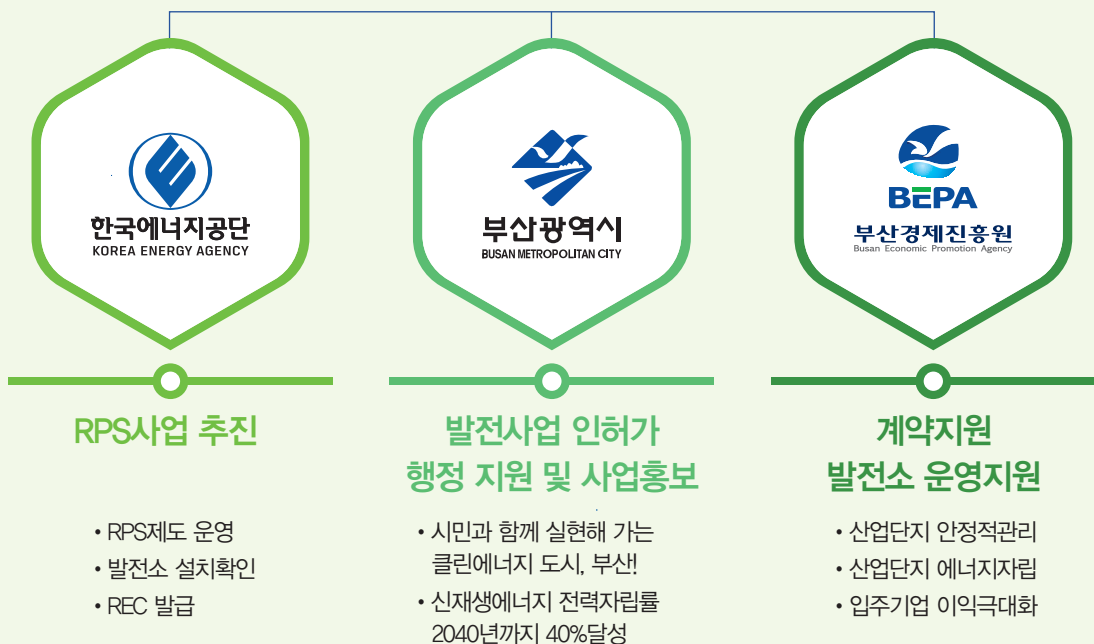 한국에너지공단
KOREA ENERGY AGENCY
부산광역시
BUSAN METROPOLITAN CITY
BEPA
부산경제진흥원
Busan Economic Promotion Agency
RPS사업 추진
• RPS제도 운영
• 발전소 설치확인
• REC 발급
발전사업 인허가
행정 지원 및 사업홍보
• 시민과 함께 실현해 가는
클린에너지 도시, 부산!
• 신재생에너지 전력자립률
2040년까지 40%달성
계약지원
발전소 운영지원
• 산업단지 안정적관리
• 산업단지 에너지자립
• 입주기업 이익극대화